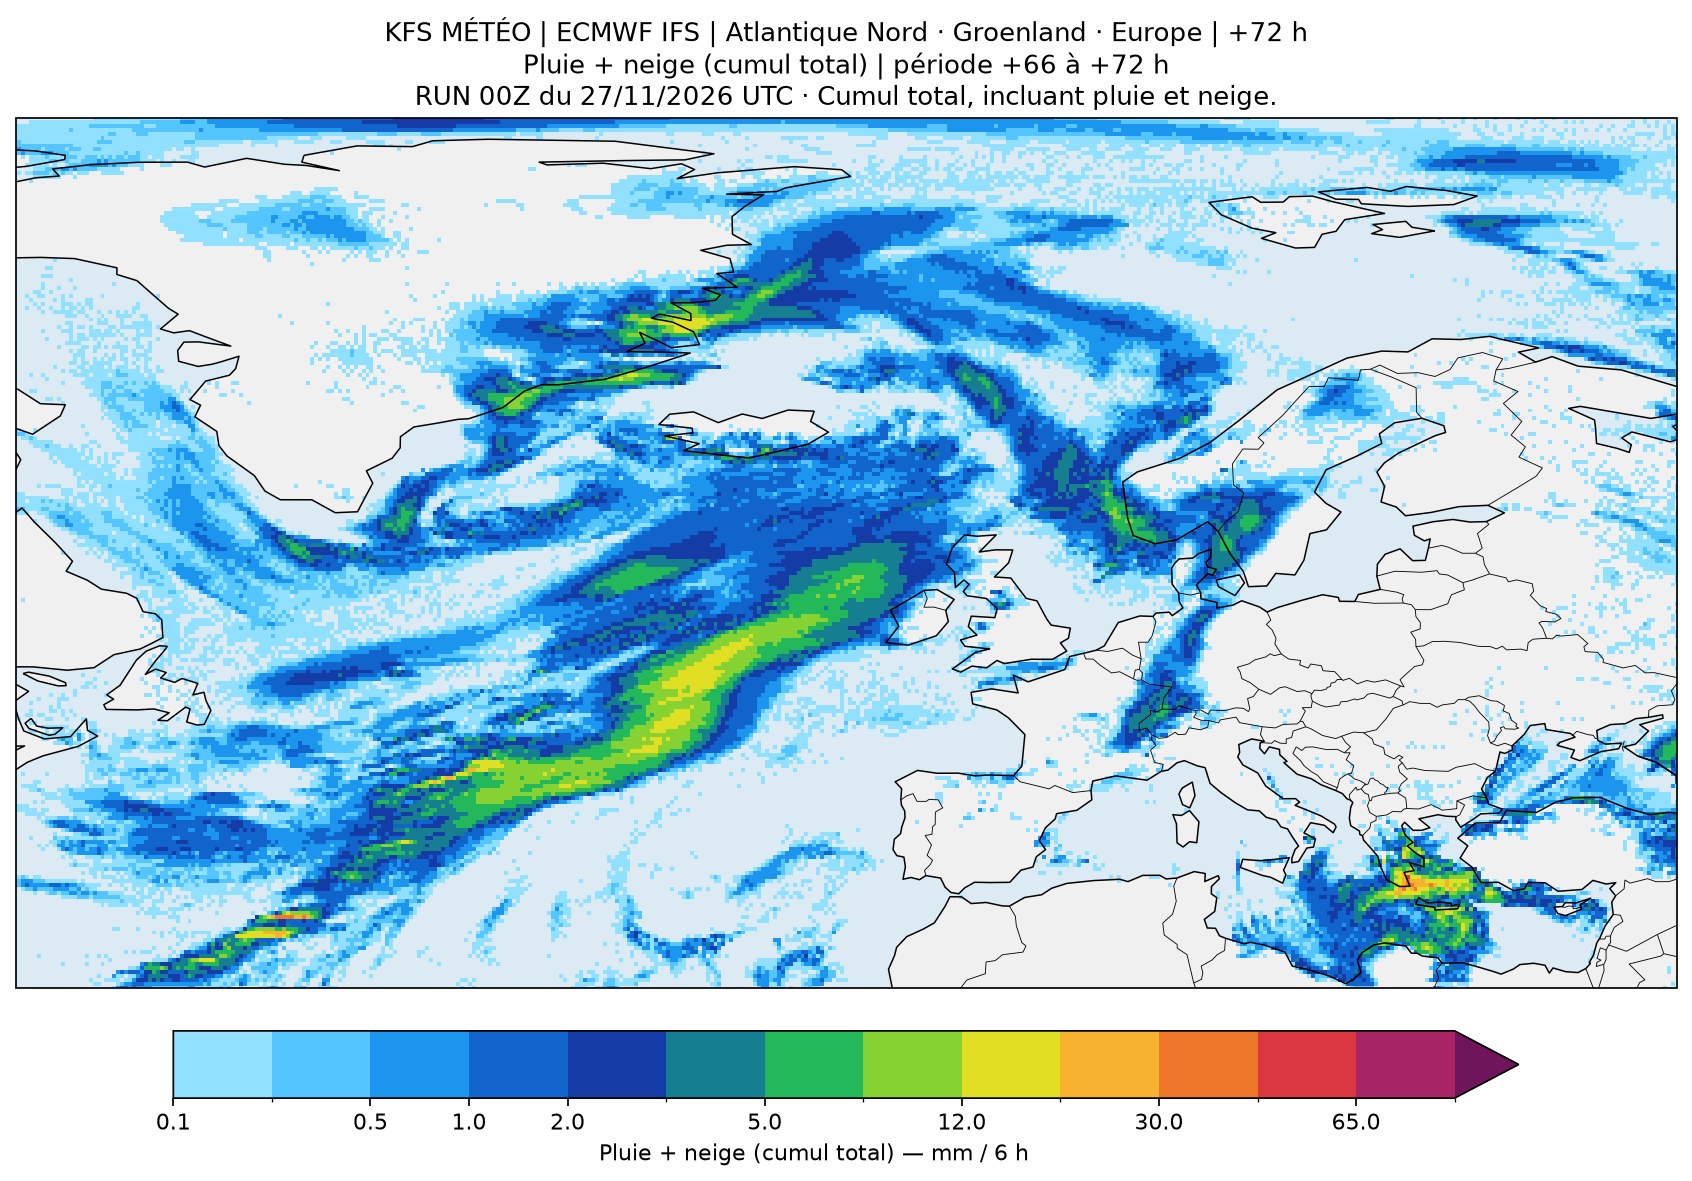 KFS MÉTÉO | ECMWF IFS | Atlantique Nord · Groenland · Europe | +72 h
Pluie + neige (cumul total) | période +66 à +72 h
RUN 00Z du 27/11/2026 UTC · Cumul total, incluant pluie et neige.
0.1 0.5 1.0 2.0 5.0 12.0 30.0 65.0
Pluie + neige (cumul total) — mm / 6 h